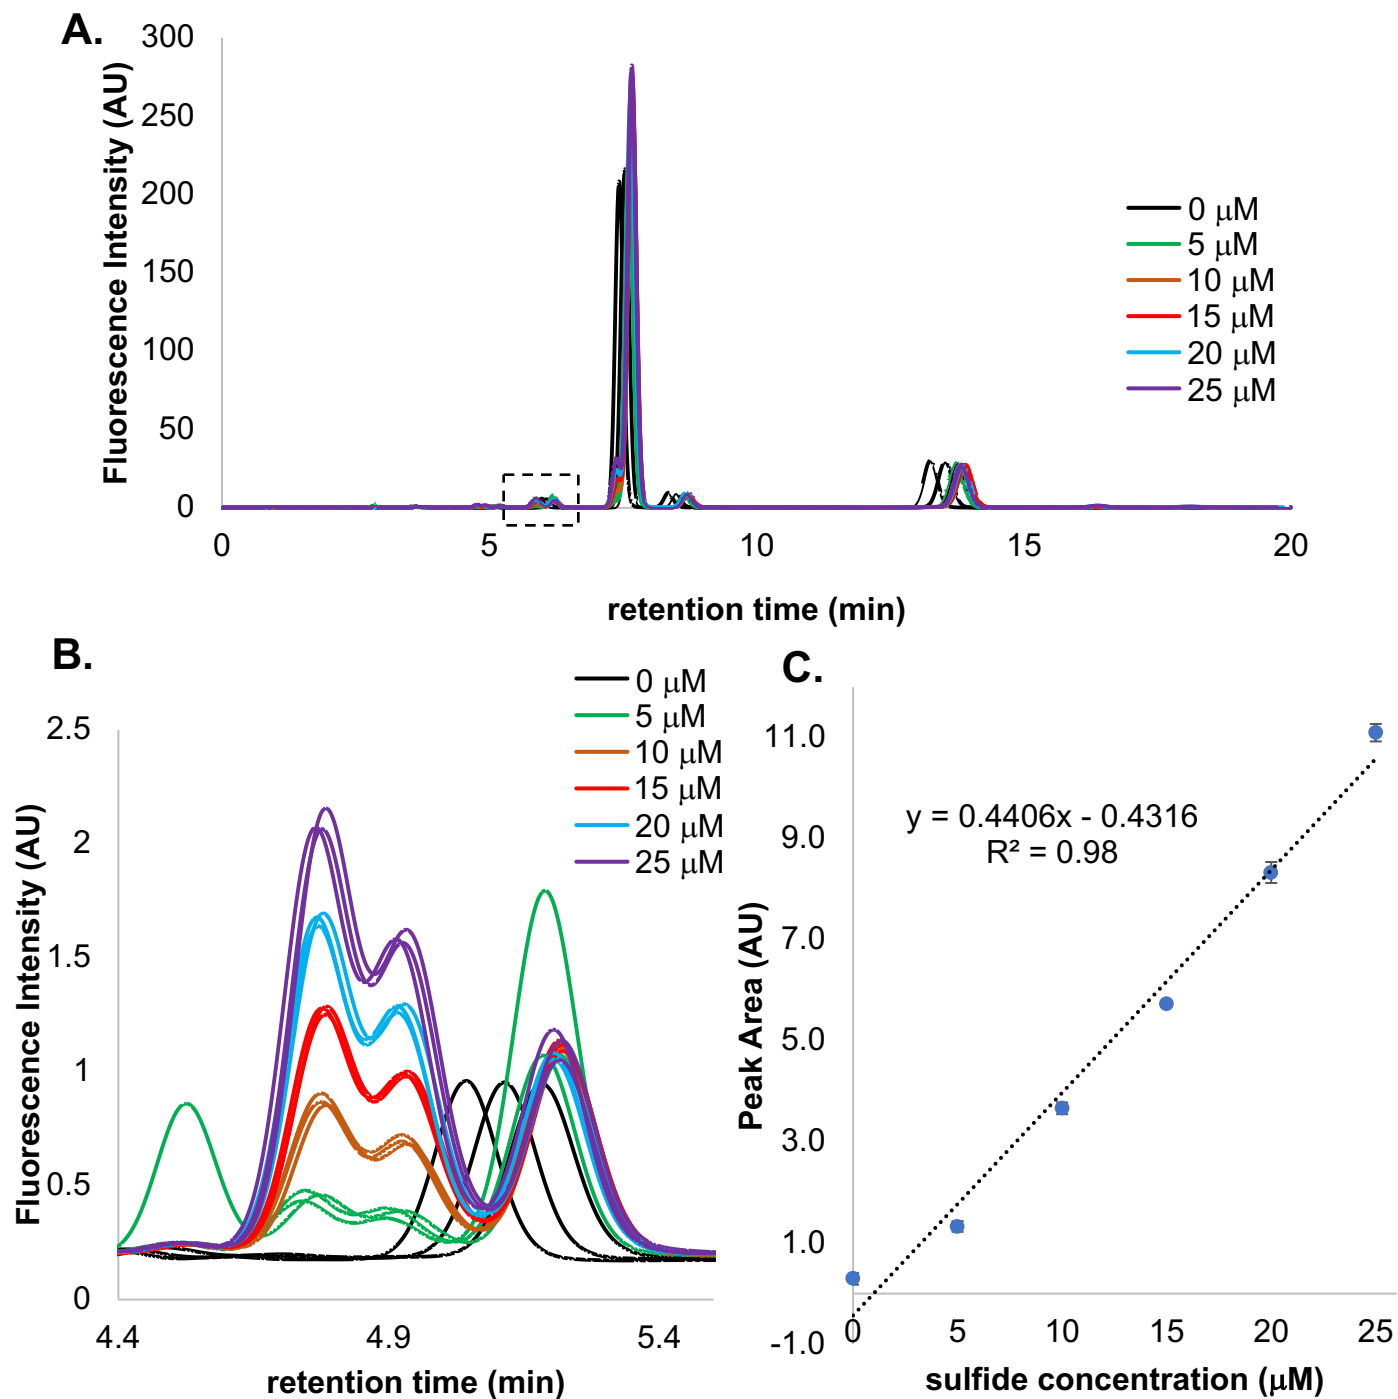 A.
Fluorescence Intensity (AU)
300
250
200
150
100
50
0
0 5 10 15 20
retention time (min)
0 μM
5 μM
10 μM
15 μM
20 μM
25 μM
B.
Fluorescence Intensity (AU)
2.5
2
1.5
1
0.5
0
4.4 4.9 5.4
retention time (min)
0 μM
5 μM
10 μM
15 μM
20 μM
25 μM
C.
Peak Area (AU)
11.0
9.0
7.0
5.0
3.0
1.0
-1.0
y = 0.4406x - 0.4316
R² = 0.98
0 5 10 15 20 25
sulfide concentration (μM)